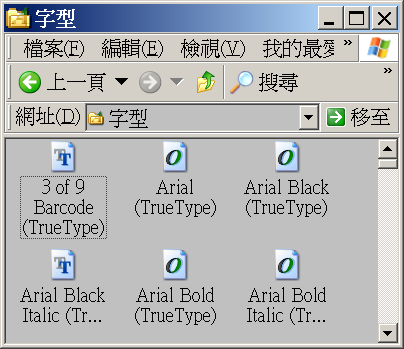 字型
檔案(F) 編輯(E) 檢視(V) 我的最愛 »
上一頁 搜尋 »
網址(D) 字型 移至
3 of 9 Barcode (TrueType)
Arial (TrueType)
Arial Black (TrueType)
Arial Black Italic (Tr...
Arial Bold (TrueType)
Arial Bold Italic (Tr...